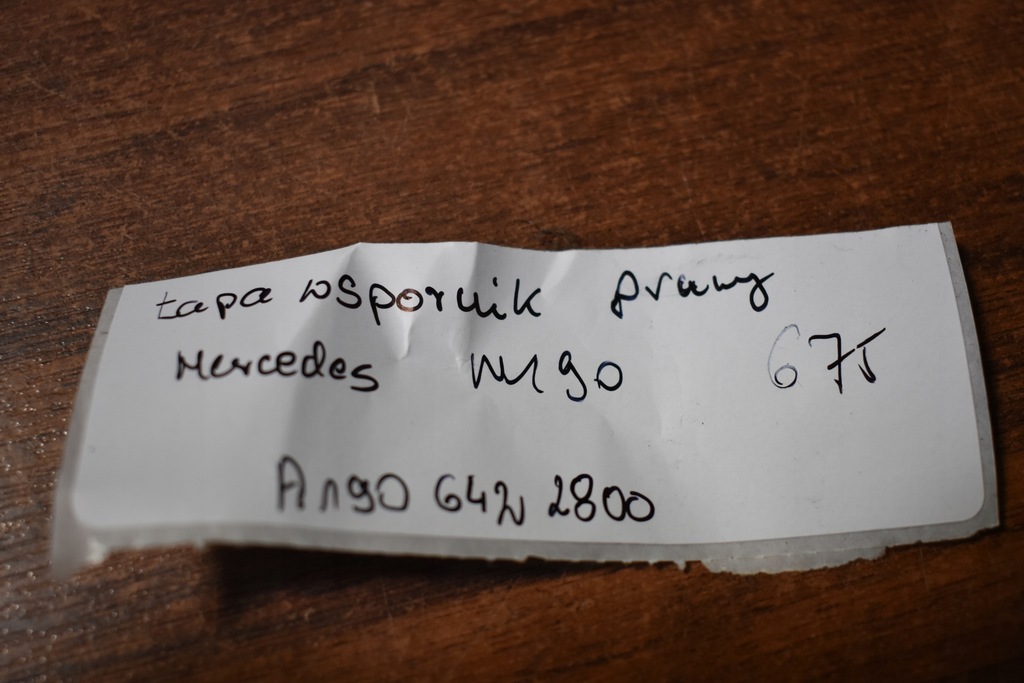 Łapa wspornik prawy
Mercedes W190 675
A190 642 2800